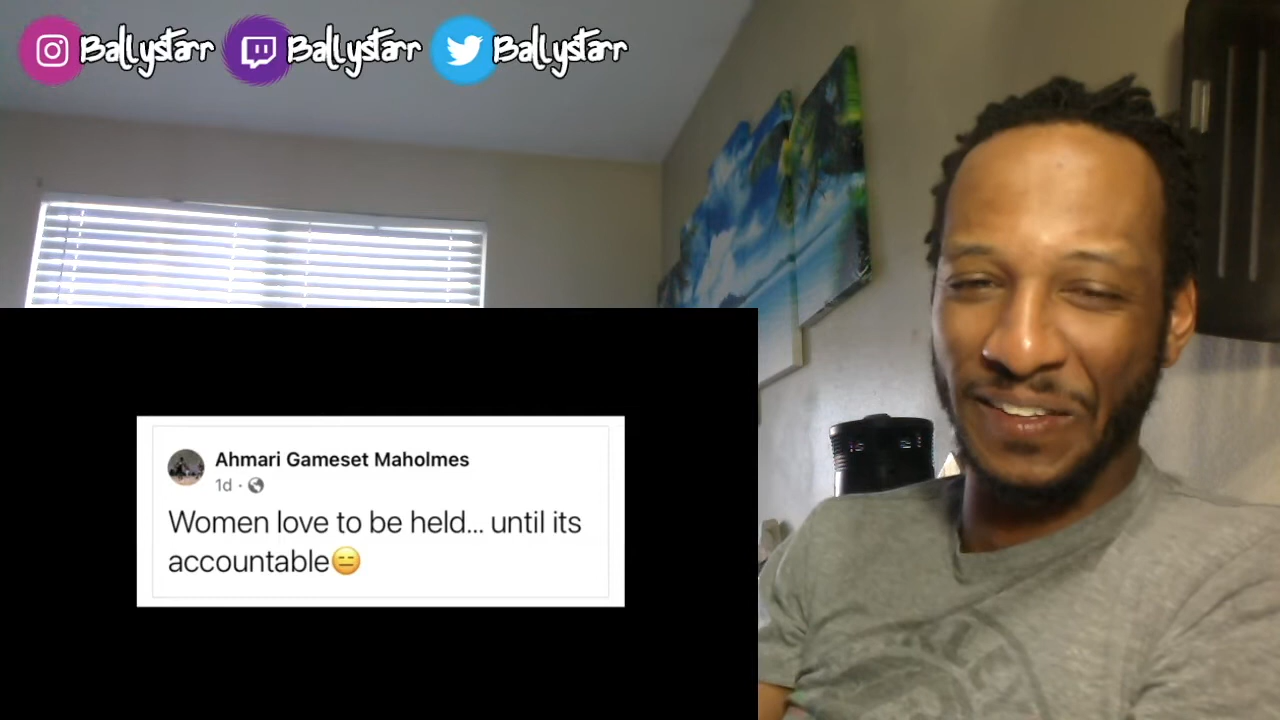 Ballystarr Ballystarr Ballystarr
Ahmari Gameset Maholmes
1d ·
Women love to be held... until its
accountable😑